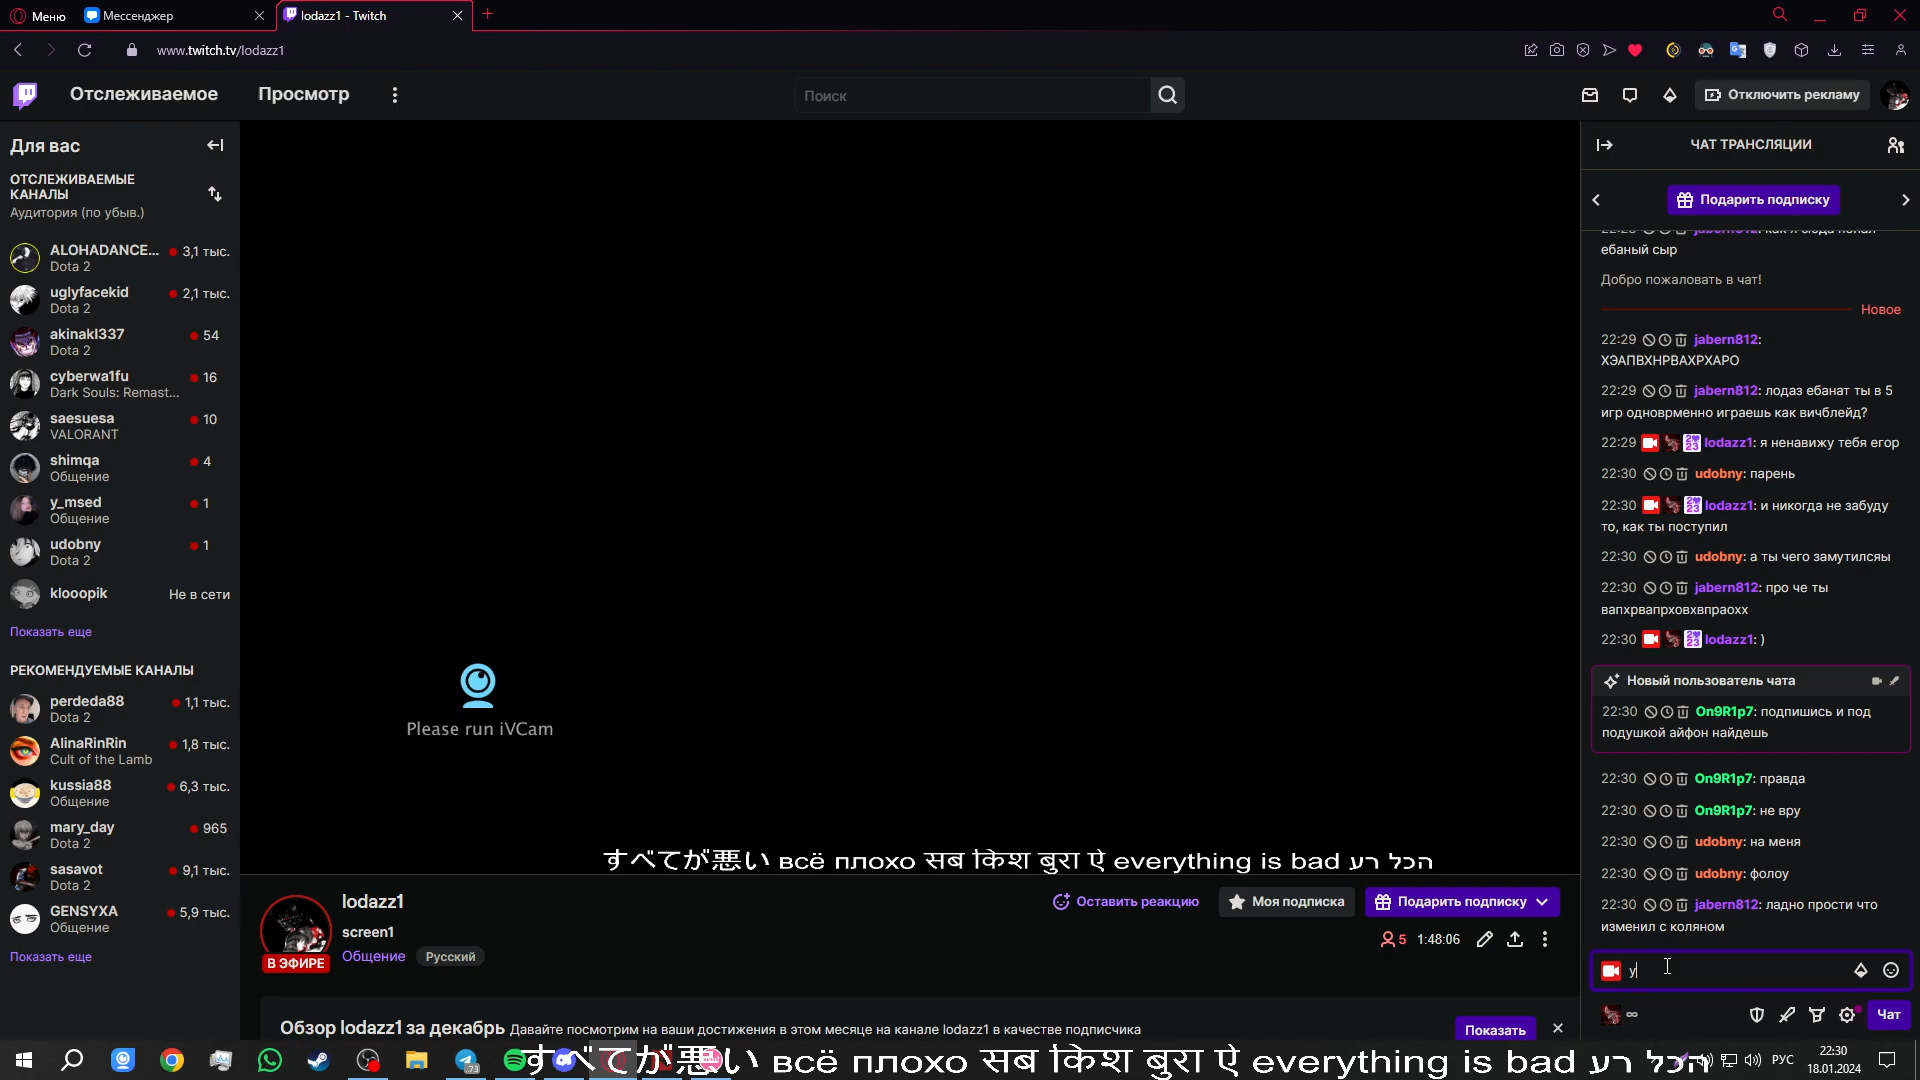 Меню
Мессенджер
lodazz1 - Twitch
www.twitch.tv/lodazz1
Отслеживаемое
Просмотр
Поиск
Отключить рекламу
Для вас
ОТСЛЕЖИВАЕМЫЕ
КАНАЛЫ
Аудитория (по убыв.)
ALOHADANCE... 3,1 тыс.
Dota 2
uglyfacekid 2,1 тыс.
Dota 2
akinakl337 54
Dota 2
cyberwa1fu 16
Dark Souls: Remast...
saesuesa 10
VALORANT
shimqa 4
Общение
y_msed 1
Общение
udobny 1
Dota 2
klooopik Не в сети
Показать еще
РЕКОМЕНДУЕМЫЕ КАНАЛЫ
perdeda88 1,1 тыс.
Dota 2
AlinaRinRin 1,8 тыс.
Cult of the Lamb
kussia88 6,3 тыс.
Общение
mary_day 965
Dota 2
sasavot 9,1 тыс.
Dota 2
GENSYXA 5,9 тыс.
Общение
Показать еще
Please run iVCam
すべてが悪い всё плохо सब किश बुरा ऐ everything is bad הכל רע
lodazz1
screen1
Общение Русский
В ЭФИРЕ
Оставить реакцию
Моя подписка
Подарить подписку
5 1:48:06
Обзор lodazz1 за декабрь Давайте посмотрим на ваши достижения в этом месяце на канале lodazz1 в качестве подписчика
Показать
ЧАТ ТРАНСЛЯЦИИ
Подарить подписку
ебаный сыр
Добро пожаловать в чат!
Новое
22:29 jabern812:
ХЭАПВХНРВАХРХАРО
22:29 jabern812: лодаз ебанат ты в 5
игр одноврменно играешь как вичблейд?
22:29 lodazz1: я ненавижу тебя егор
22:30 udobny: парень
22:30 lodazz1: и никогда не забуду
то, как ты поступил
22:30 udobny: а ты чего замутилсяы
22:30 jabern812: про че ты
вапхрвапрховхвпраохх
22:30 lodazz1: )
Новый пользователь чата
22:30 On9R1p7: подпишись и под
подушкой айфон найдешь
22:30 On9R1p7: правда
22:30 On9R1p7: не вру
22:30 udobny: на меня
22:30 udobny: фолоу
22:30 jabern812: ладно прости что
изменил с коляном
у
Чат
73
すべてが悪い всё плохо सब किश बुरा ऐ everything is bad הכל רע
РУС
22:30
18.01.2024